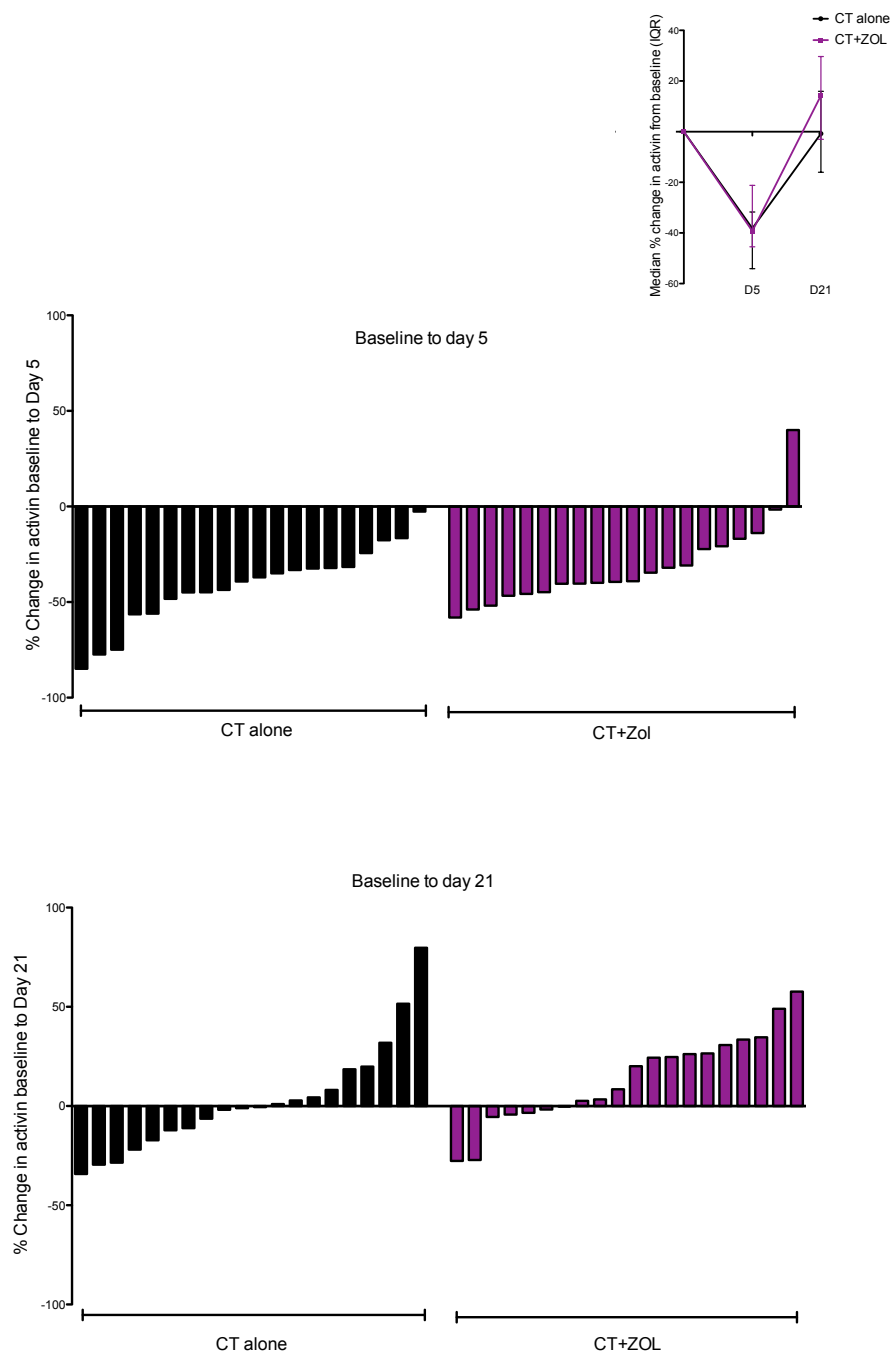 CT alone
CT+ZOL
Median % change in activin from baseline (IQR)
40
20
-20
-40
-60
D5
D21
Baseline to day 5
% Change in activin baseline to Day 5
100
50
0
-50
-100
CT alone
CT+Zol
Baseline to day 21
% Change in activin baseline to Day 21
100
50
0
-50
-100
CT alone
CT+ZOL